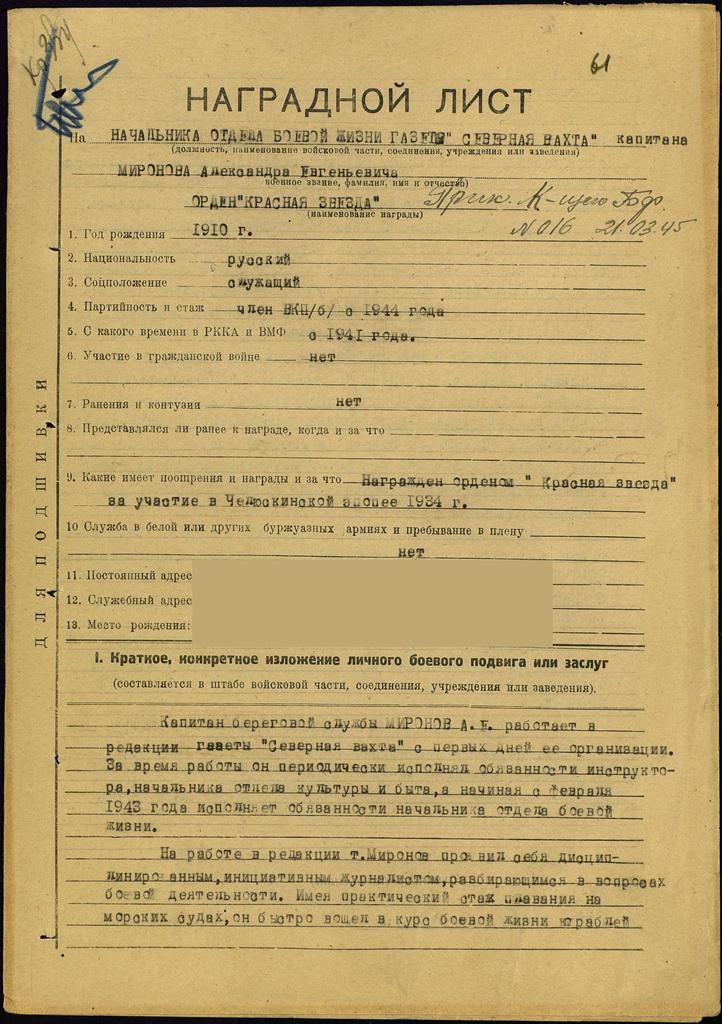 61
НАГРАДНОЙ ЛИСТ
На НАЧАЛЬНИКА ОТДЕЛА БОЕВОЙ ЖИЗНИ ГАЗЕТЫ" СЕВЕРНАЯ ВАХТА" капитана
(должность, наименование войсковой части, соединения, учреждения или заведения)
МИРОНОВА Александра Евгеньевича
военное звание, фамилия, имя и отчество)
ОРДЕН"КРАСНАЯ ЗВЕЗДА" Прик. К-щего Бф.
(наименование награды) N 016 21.03.45
1. Год рождения 1910 г.
2. Национальность русский
3. Соцположение служащий
4. Партийность и стаж член ВКП/б/ с 1944 года
5. С какого времени в РККА и ВМФ с 1941 года.
6. Участие в гражданской войне нет
7. Ранения и контузии нет
8. Представлялся ли ранее к награде, когда и за что
9. Какие имеет поощрения и награды и за что Награжден орденом " Красная звезда"
за участие в Челюскинской эпопее 1934 г.
10 Служба в белой или других буржуазных армиях и пребывание в плену
нет
11. Постоянный адрес
12. Служебный адрес
13. Место рождения:
ДЛЯ ПОДШИВКИ
I. Краткое, конкретное изложение личного боевого подвига или заслуг
(составляется в штабе войсковой части, соединения, учреждения или заведения).
Капитан береговой службы МИРОНОВ А.Е. работает в
редакции газеты "Северная вахта" с первых дней ее организации.
За время работы он периодически исполнял обязанности инструкто-
ра,начальника отдела культуры и быта,а начиная с февраля
1943 года исполняет обязанности начальника отдела боевой
жизни.
На работе в редакции т.Миронов проявил себя дисцип-
линированным,инициативным журналистом,разбирающимся в вопросах
боевой деятельности. Имея практический стаж плавания на
морских судах,он быстро вошел в курс боевой жизни кораблей